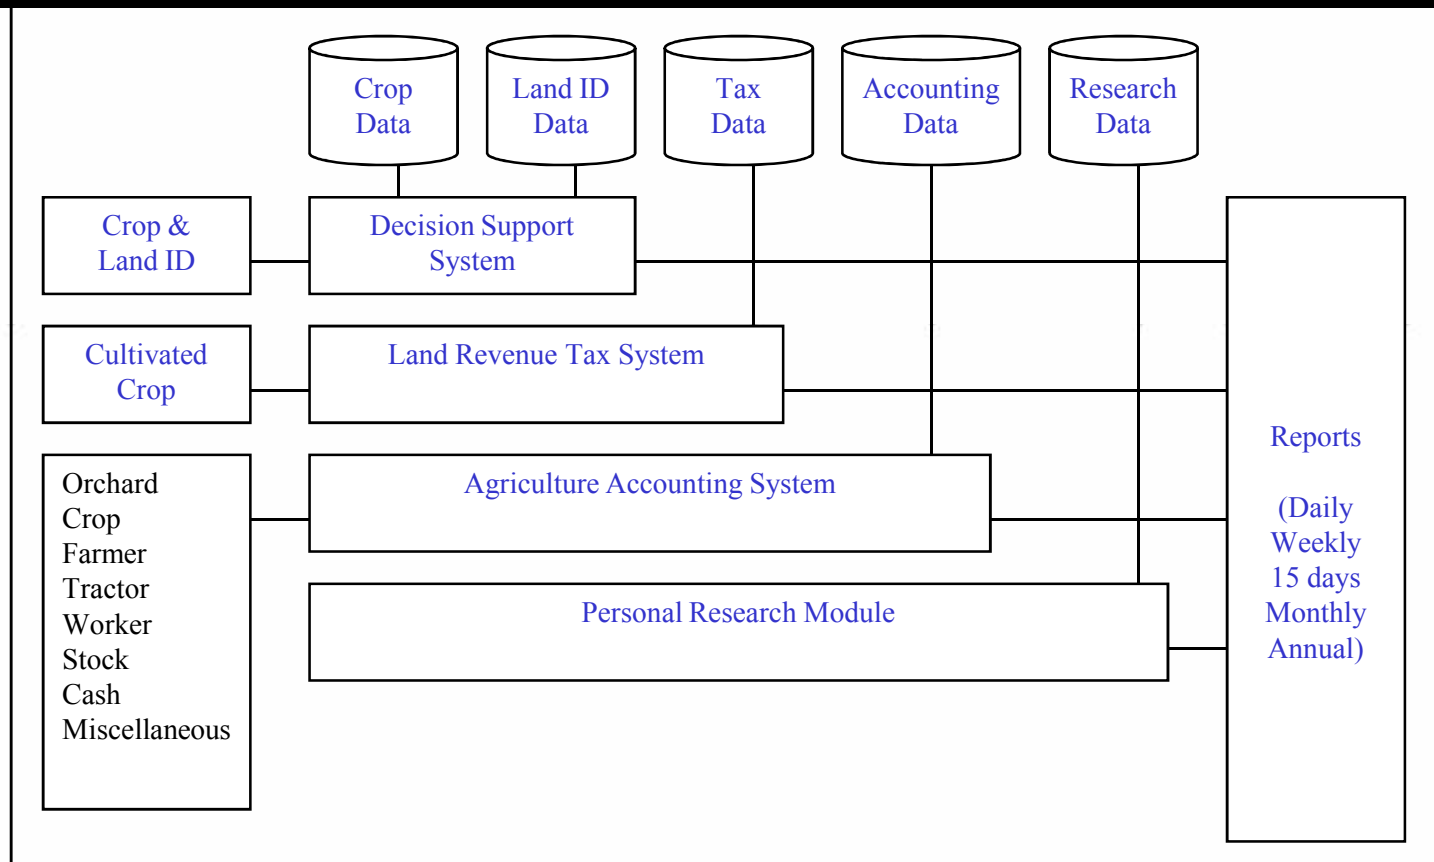 Crop
Data
Land ID
Data
Tax
Data
Accounting
Data
Research
Data
Crop &
Land ID
Decision Support
System
Cultivated
Crop
Land Revenue Tax System
Orchard
Crop
Farmer
Tractor
Worker
Stock
Cash
Miscellaneous
Agriculture Accounting System
Personal Research Module
Reports
(Daily
Weekly
15 days
Monthly
Annual)